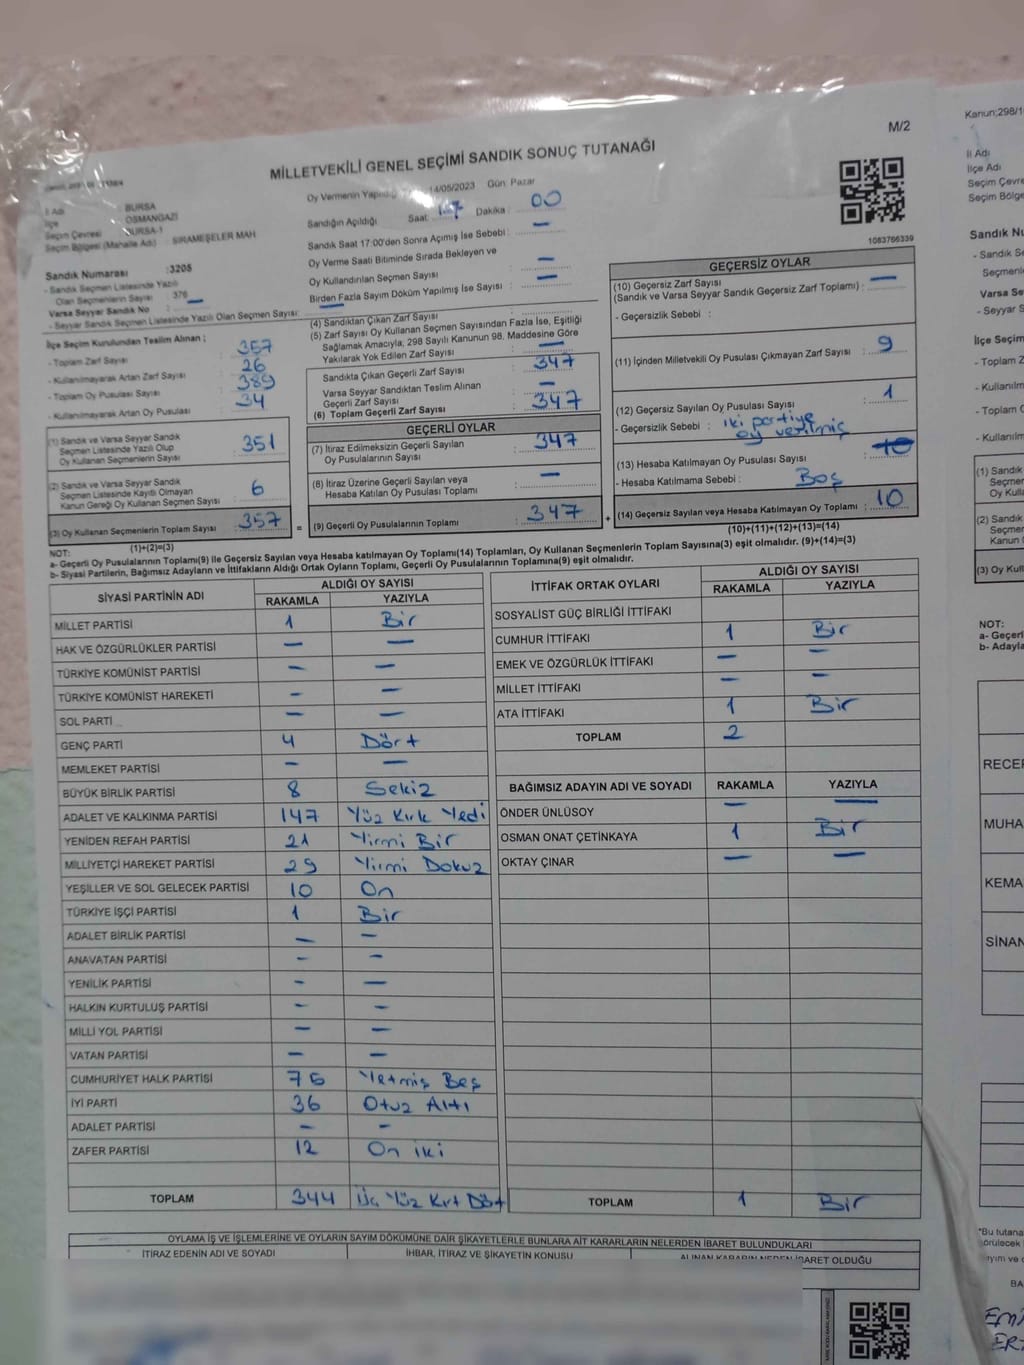 M/2
MİLLETVEKİLİ GENEL SEÇİMİ SANDIK SONUÇ TUTANAĞI
İl Adı : BURSA
İlçe : OSMANGAZİ
Seçim Çevresi : BURSA-1
Seçim Bölgesi (Mahalle Adı) : SIRAMEŞELER MAH
Sandık Numarası : 3205
- Sandık Seçmen Listesinde Yazılı
Olan Seçmenlerin Sayısı : 376
Varsa Seyyar Sandık No : –
- Seyyar Sandık Seçmen Listesinde Yazılı Olan Seçmen Sayısı: –
Oy Vermenin Yapıldığı 14/05/2023 Gün: Pazar
Sandığın Açıldığı Saat: 17 Dakika : 00
Sandık Saat 17:00'den Sonra Açılmış İse Sebebi : –
Oy Verme Saati Bitiminde Sırada Bekleyen ve
Oy Kullandırılan Seçmen Sayısı : –
Birden Fazla Sayım Döküm Yapılmış İse Sayısı : –
1083766339
İlçe Seçim Kurulundan Teslim Alınan ;
- Toplam Zarf Sayısı : 357
- Kullanılmayarak Artan Zarf Sayısı : 26
- Toplam Oy Pusulası Sayısı : 389
- Kullanılmayarak Artan Oy Pusulası : 34
(1) Sandık ve Varsa Seyyar Sandık
Seçmen Listesinde Yazılı Olup
Oy Kullanan Seçmenlerin Sayısı : 351
(2) Sandık ve Varsa Seyyar Sandık
Seçmen Listesinde Kayıtlı Olmayan
Kanun Gereği Oy Kullanan Seçmen Sayısı : 6
(3) Oy Kullanan Seçmenlerin Toplam Sayısı : 357
(1)+(2)=(3)
(4) Sandıktan Çıkan Zarf Sayısı
(5) Zarf Sayısı Oy Kullanan Seçmen Sayısından Fazla İse, Eşitliği
Sağlamak Amacıyla, 298 Sayılı Kanunun 98. Maddesine Göre
Yakılarak Yok Edilen Zarf Sayısı : –
Sandıkta Çıkan Geçerli Zarf Sayısı : 347
Varsa Seyyar Sandıktan Teslim Alınan
Geçerli Zarf Sayısı : –
(6) Toplam Geçerli Zarf Sayısı : 347
GEÇERLİ OYLAR
(7) İtiraz Edilmeksizin Geçerli Sayılan
Oy Pusulalarının Sayısı : 347
(8) İtiraz Üzerine Geçerli Sayılan veya
Hesaba Katılan Oy Pusulası Toplamı : –
= (9) Geçerli Oy Pusulalarının Toplamı : 347 +
GEÇERSİZ OYLAR
(10) Geçersiz Zarf Sayısı
(Sandık ve Varsa Seyyar Sandık Geçersiz Zarf Toplamı) : –
- Geçersizlik Sebebi :
(11) İçinden Milletvekili Oy Pusulası Çıkmayan Zarf Sayısı : 9
(12) Geçersiz Sayılan Oy Pusulası Sayısı : 1
- Geçersizlik Sebebi : iki partiye
oy verilmiş
(13) Hesaba Katılmayan Oy Pusulası Sayısı :
- Hesaba Katılmama Sebebi : Boş
(14) Geçersiz Sayılan veya Hesaba Katılmayan Oy Toplamı : 10
(10)+(11)+(12)+(13)=(14)
NOT:
a- Geçerli Oy Pusulalarının Toplamı(9) ile Geçersiz Sayılan veya Hesaba katılmayan Oy Toplamı(14) Toplamları, Oy Kullanan Seçmenlerin Toplam Sayısına(3) eşit olmalıdır. (9)+(14)=(3)
b- Siyasi Partilerin, Bağımsız Adayların ve İttifakların Aldığı Ortak Oyların Toplamı, Geçerli Oy Pusulalarının Toplamına(9) eşit olmalıdır.
SİYASİ PARTİNİN ADI ALDIĞI OY SAYISI
RAKAMLA YAZIYLA
MİLLET PARTİSİ 1 Bir
HAK VE ÖZGÜRLÜKLER PARTİSİ – –
TÜRKİYE KOMÜNİST PARTİSİ – –
TÜRKİYE KOMÜNİST HAREKETİ – –
SOL PARTİ – –
GENÇ PARTİ 4 Dört
MEMLEKET PARTİSİ – –
BÜYÜK BİRLİK PARTİSİ 8 Sekiz
ADALET VE KALKINMA PARTİSİ 147 Yüz Kırk Yedi
YENİDEN REFAH PARTİSİ 21 Yirmi Bir
MİLLİYETÇİ HAREKET PARTİSİ 29 Yirmi Dokuz
YEŞİLLER VE SOL GELECEK PARTİSİ 10 On
TÜRKİYE İŞÇİ PARTİSİ 1 Bir
ADALET BİRLİK PARTİSİ – –
ANAVATAN PARTİSİ – –
YENİLİK PARTİSİ – –
HALKIN KURTULUŞ PARTİSİ – –
MİLLİ YOL PARTİSİ – –
VATAN PARTİSİ – –
CUMHURİYET HALK PARTİSİ 75 Yetmiş Beş
İYİ PARTİ 36 Otuz Altı
ADALET PARTİSİ – –
ZAFER PARTİSİ 12 On iki
TOPLAM 344 Üç Yüz Kırk Dört
İTTİFAK ORTAK OYLARI ALDIĞI OY SAYISI
RAKAMLA YAZIYLA
SOSYALİST GÜÇ BİRLİĞİ İTTİFAKI
CUMHUR İTTİFAKI 1 Bir
EMEK VE ÖZGÜRLÜK İTTİFAKI – –
MİLLET İTTİFAKI – –
ATA İTTİFAKI 1 Bir
TOPLAM 2
BAĞIMSIZ ADAYIN ADI VE SOYADI RAKAMLA YAZIYLA
ÖNDER ÜNLÜSOY – –
OSMAN ONAT ÇETİNKAYA 1 Bir
OKTAY ÇINAR – –
TOPLAM 1 Bir
OYLAMA İŞ VE İŞLEMLERİNE VE OYLARIN SAYIM DÖKÜMÜNE DAİR ŞİKAYETLERLE BUNLARA AİT KARARLARIN NELERDEN İBARET BULUNDUKLARI
İTİRAZ EDENİN ADI VE SOYADI İHBAR, İTİRAZ VE ŞİKAYETİN KONUSU ALINAN KARARIN NEDEN İBARET OLDUĞU
Kanun:298/1
İl Adı
İlçe Adı
Seçim Çevre
Seçim Bölge
Sandık Nu
- Sandık Se
Varsa Se
- Seyyar S
İlçe Seçim
- Toplam Z
- Kullanılm
- Toplam O
- Kullanılm
(1) Sandık
Seçme
Oy Kul
(2) Sandık
Seçme
Kanun
(3) Oy Kull
NOT:
a- Geçerl
b- Adayla
RECEP
MUHA
KEMA
SİNAN
*Bu tutana
BA